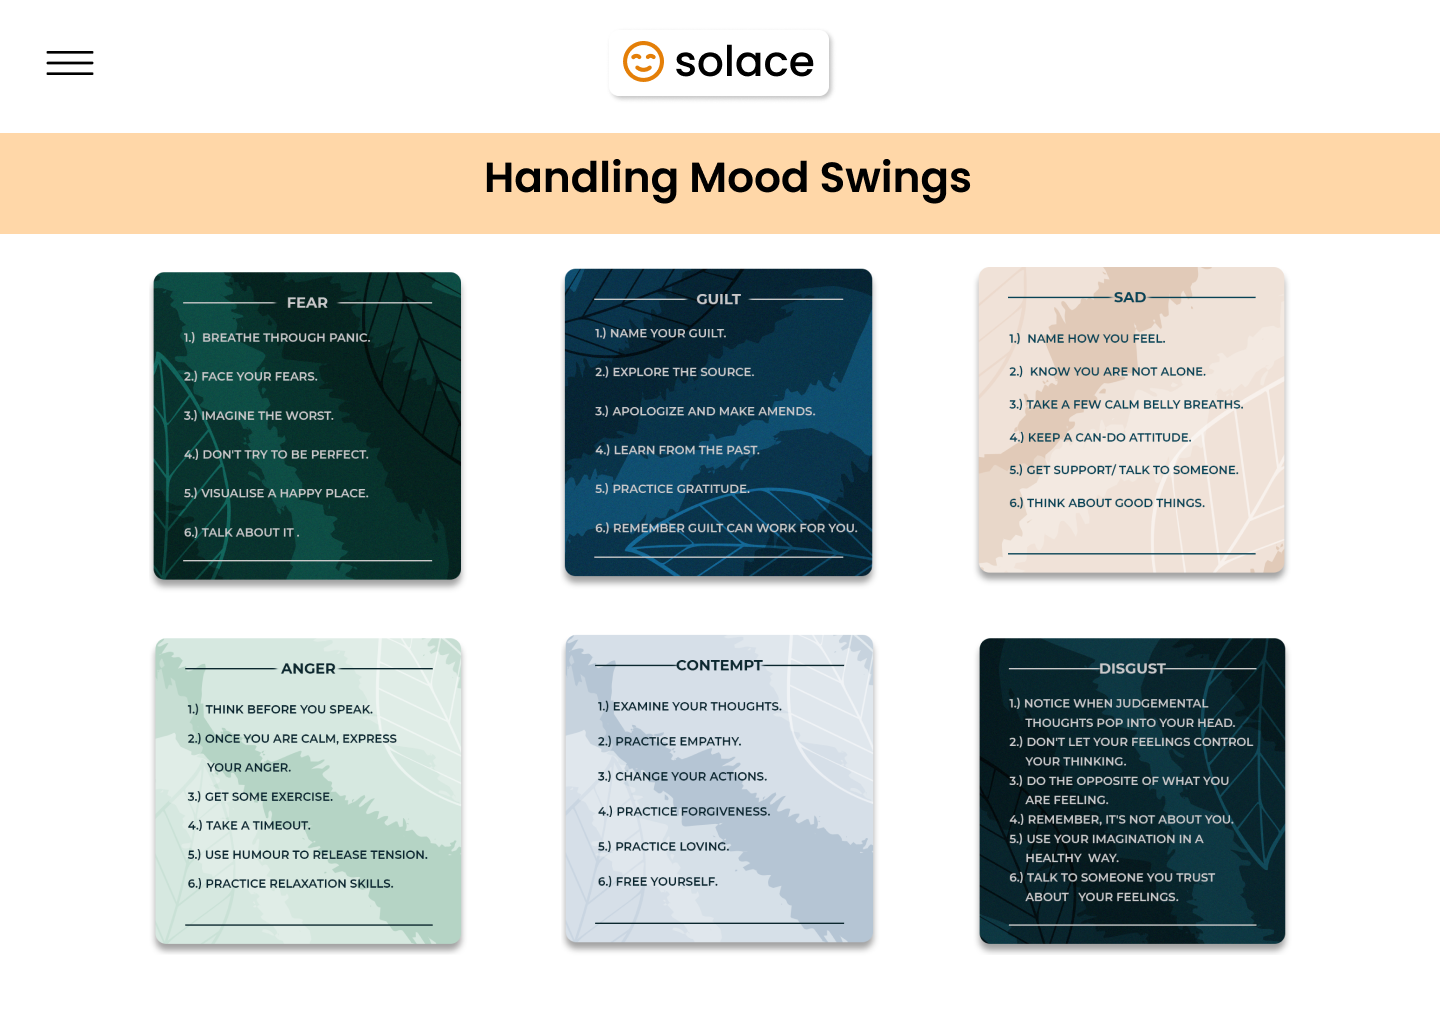 solace
Handling Mood Swings
FEAR
1.) BREATHE THROUGH PANIC.
2.) FACE YOUR FEARS.
3.) IMAGINE THE WORST.
4.) DON'T TRY TO BE PERFECT.
5.) VISUALISE A HAPPY PLACE.
6.) TALK ABOUT IT .
GUILT
1.) NAME YOUR GUILT.
2.) EXPLORE THE SOURCE.
3.) APOLOGIZE AND MAKE AMENDS.
4.) LEARN FROM THE PAST.
5.) PRACTICE GRATITUDE.
6.) REMEMBER GUILT CAN WORK FOR YOU.
SAD
1.) NAME HOW YOU FEEL.
2.) KNOW YOU ARE NOT ALONE.
3.) TAKE A FEW CALM BELLY BREATHS.
4.) KEEP A CAN-DO ATTITUDE.
5.) GET SUPPORT/ TALK TO SOMEONE.
6.) THINK ABOUT GOOD THINGS.
ANGER
1.) THINK BEFORE YOU SPEAK.
2.) ONCE YOU ARE CALM, EXPRESS
YOUR ANGER.
3.) GET SOME EXERCISE.
4.) TAKE A TIMEOUT.
5.) USE HUMOUR TO RELEASE TENSION.
6.) PRACTICE RELAXATION SKILLS.
CONTEMPT
1.) EXAMINE YOUR THOUGHTS.
2.) PRACTICE EMPATHY.
3.) CHANGE YOUR ACTIONS.
4.) PRACTICE FORGIVENESS.
5.) PRACTICE LOVING.
6.) FREE YOURSELF.
DISGUST
1.) NOTICE WHEN JUDGEMENTAL
THOUGHTS POP INTO YOUR HEAD.
2.) DON'T LET YOUR FEELINGS CONTROL
YOUR THINKING.
3.) DO THE OPPOSITE OF WHAT YOU
ARE FEELING.
4.) REMEMBER, IT'S NOT ABOUT YOU.
5.) USE YOUR IMAGINATION IN A
HEALTHY WAY.
6.) TALK TO SOMEONE YOU TRUST
ABOUT YOUR FEELINGS.